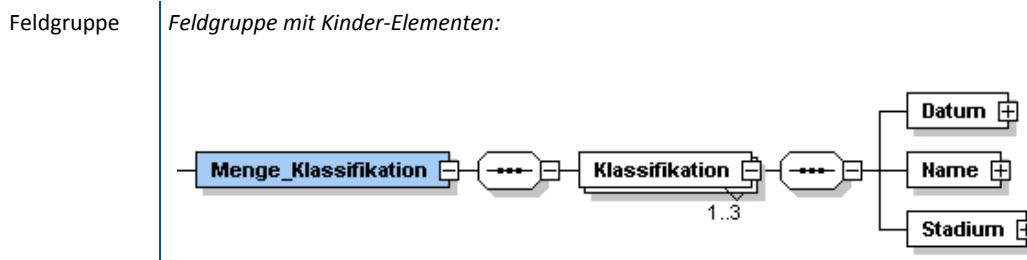 Feldgruppe
Feldgruppe mit Kinder-Elementen:
Datum
Menge_Klassifikation
Klassifikation
Name
1..3
Stadium